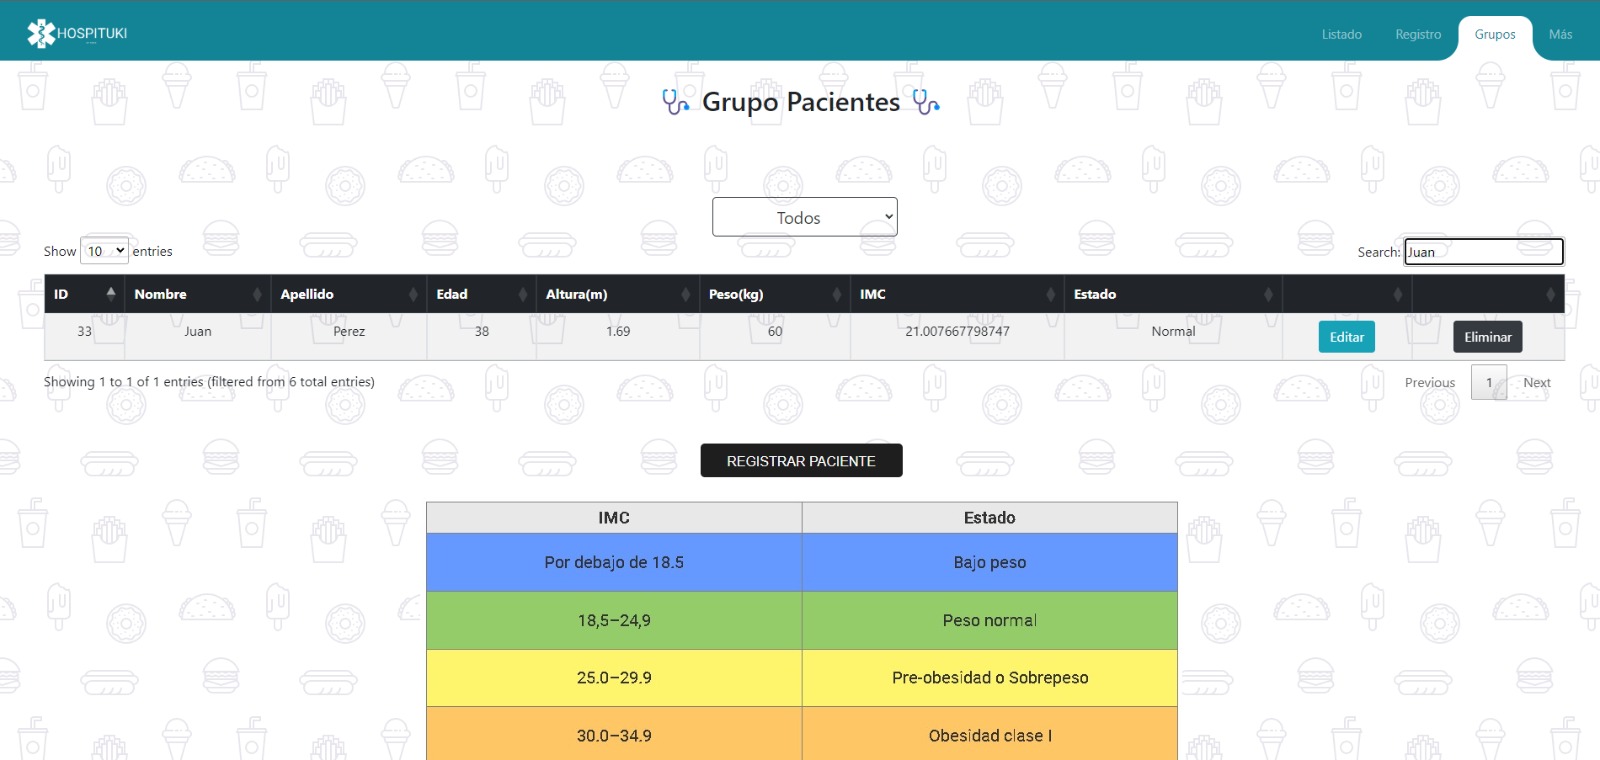 HOSPITUKI
Listado Registro Grupos Más
Grupo Pacientes
Todos
Show 10 entries
Search: Juan
ID Nombre Apellido Edad Altura(m) Peso(kg) IMC Estado
33 Juan Perez 38 1.69 60 21.007667798747 Normal Editar Eliminar
Showing 1 to 1 of 1 entries (filtered from 6 total entries)
Previous 1 Next
REGISTRAR PACIENTE
IMC Estado
Por debajo de 18.5 Bajo peso
18,5–24,9 Peso normal
25.0–29.9 Pre-obesidad o Sobrepeso
30.0–34.9 Obesidad clase I